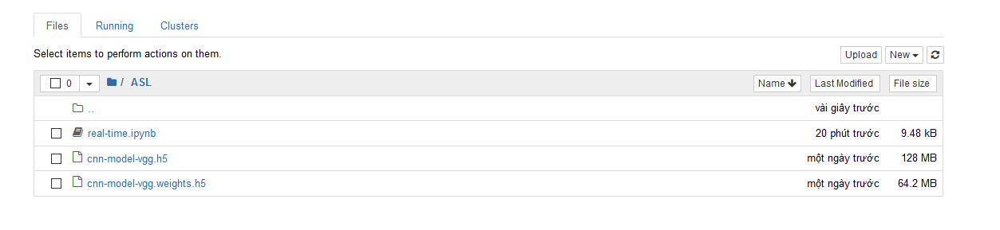 Files Running Clusters
Select items to perform actions on them. Upload New
0 / ASL Name Last Modified File size
.. vài giây trước
real-time.ipynb 20 phút trước 9.48 kB
cnn-model-vgg.h5 một ngày trước 128 MB
cnn-model-vgg.weights.h5 một ngày trước 64.2 MB